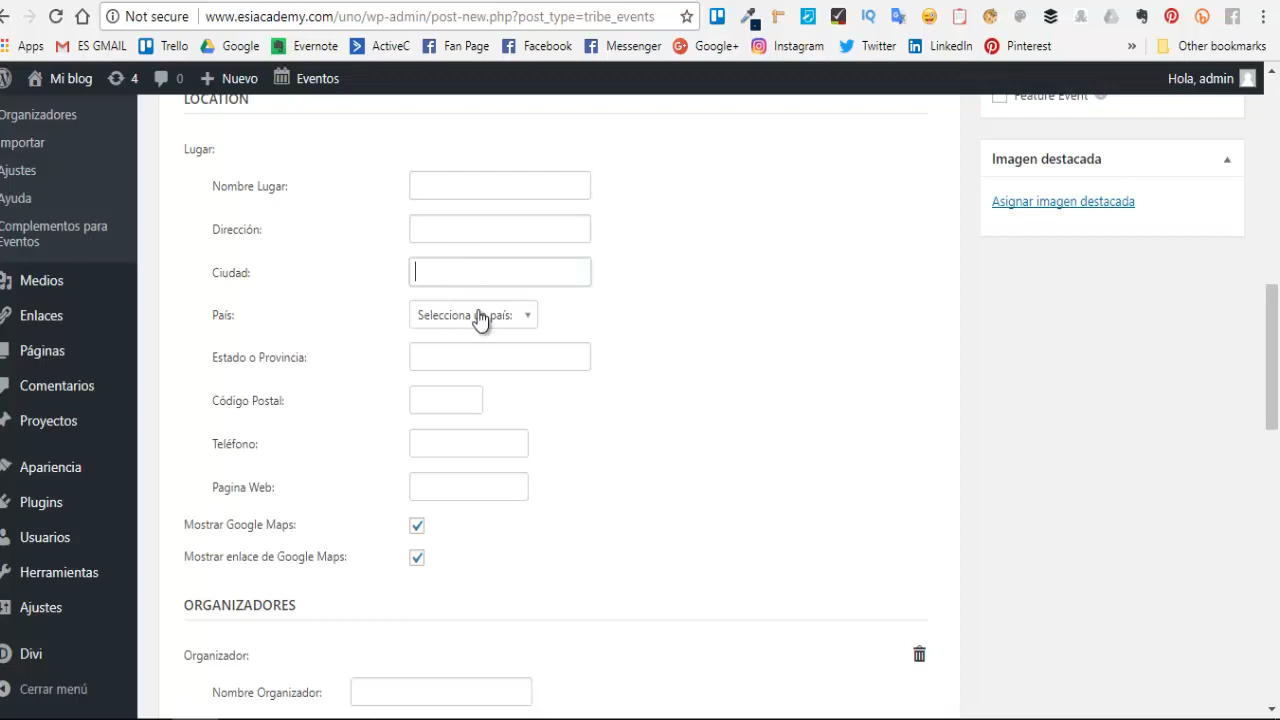 Not secure www.esiacademy.com/uno/wp-admin/post-new.php?post_type=tribe_events
Apps ES GMAIL Trello Google Evernote ActiveC Fan Page Facebook Messenger Google+ Instagram Twitter LinkedIn Pinterest » Other bookmarks
Mi blog 4 0 Nuevo Eventos Hola, admin
Organizadores
Importar
Ajustes
Ayuda
Complementos para
Eventos
Medios
Enlaces
Páginas
Comentarios
Proyectos
Apariencia
Plugins
Usuarios
Herramientas
Ajustes
Divi
Cerrar menú
LOCATION
Lugar:
Nombre Lugar:
Dirección:
Ciudad:
País: Selecciona un país:
Estado o Provincia:
Código Postal:
Teléfono:
Pagina Web:
Mostrar Google Maps:
Mostrar enlace de Google Maps:
ORGANIZADORES
Organizador:
Nombre Organizador:
Feature Event
Imagen destacada
Asignar imagen destacada